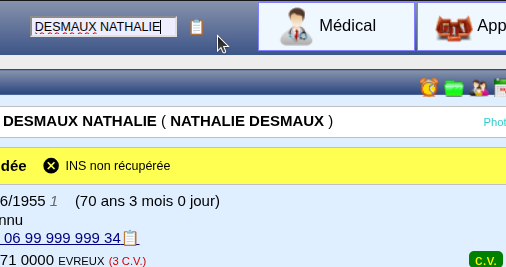 DESMAUX NATHALIE
Médical
App
DESMAUX NATHALIE ( NATHALIE DESMAUX )
Phot
dée INS non récupérée
6/1955 1 (70 ans 3 mois 0 jour)
nnu
06 99 999 999 34
71 0000 EVREUX (3 C.V.)
C.V.